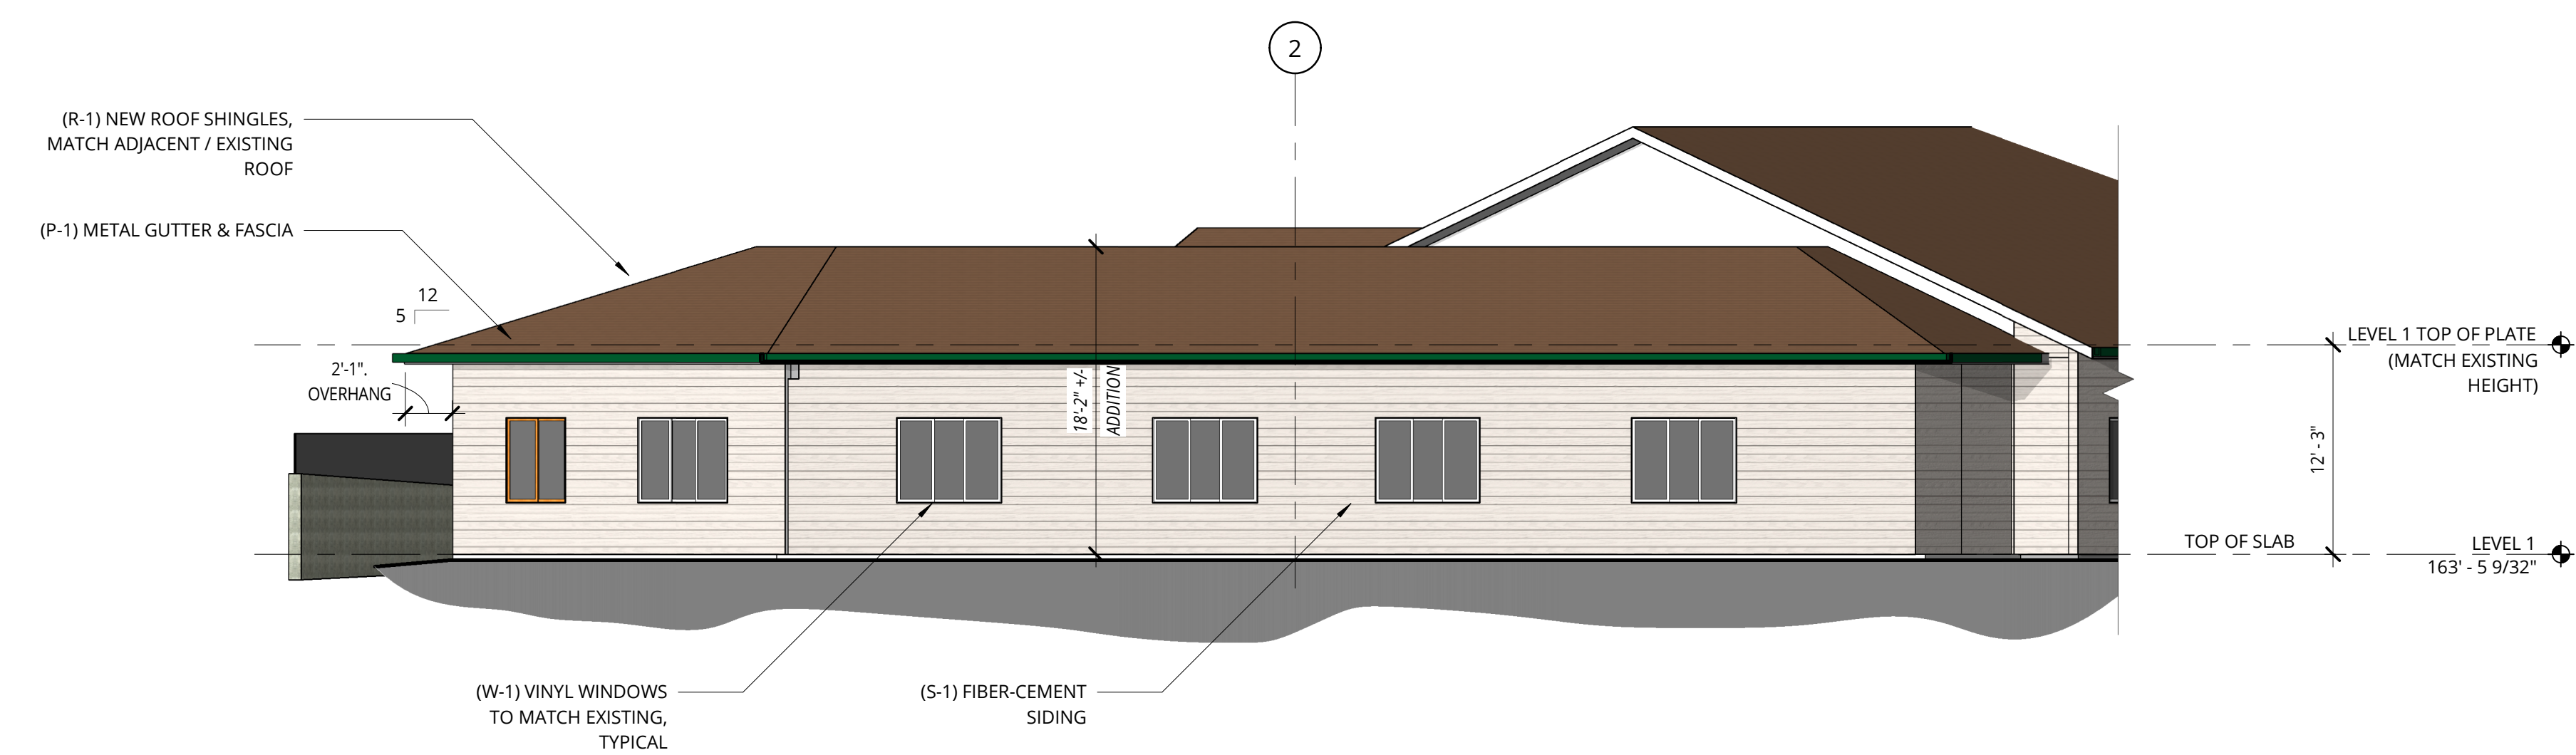 2
(R-1) NEW ROOF SHINGLES,
MATCH ADJACENT / EXISTING
ROOF
(P-1) METAL GUTTER & FASCIA
12
5
2'-1".
OVERHANG
18'-2" +/-
ADDITION
LEVEL 1 TOP OF PLATE
(MATCH EXISTING
HEIGHT)
12' - 3"
TOP OF SLAB
LEVEL 1
163' - 5 9/32"
(W-1) VINYL WINDOWS
TO MATCH EXISTING,
TYPICAL
(S-1) FIBER-CEMENT
SIDING